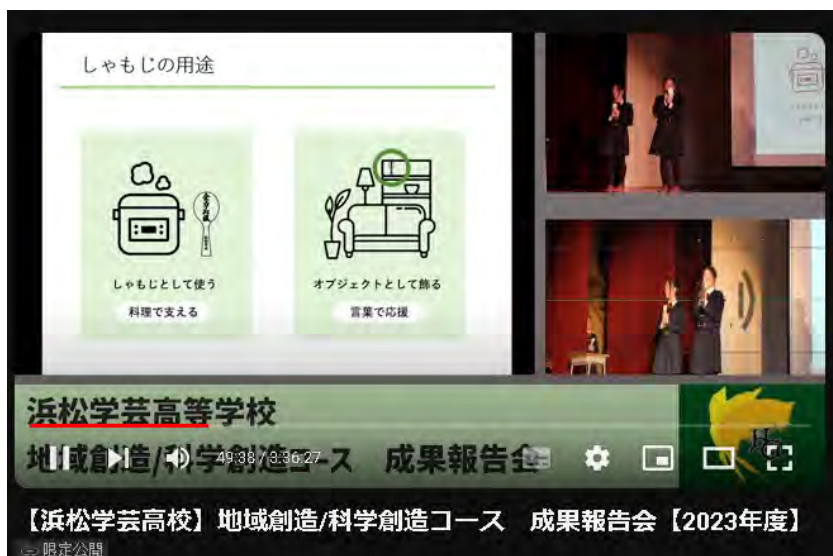 しゃもじの用途
しゃもじとして使う
料理で支える
オブジェクトとして飾る
言葉で応援
浜松学芸高等学校
地域創造/科学創造コース 成果報告会
49:38 / 3:36:27
【浜松学芸高校】地域創造/科学創造コース 成果報告会【2023年度】
限定公開